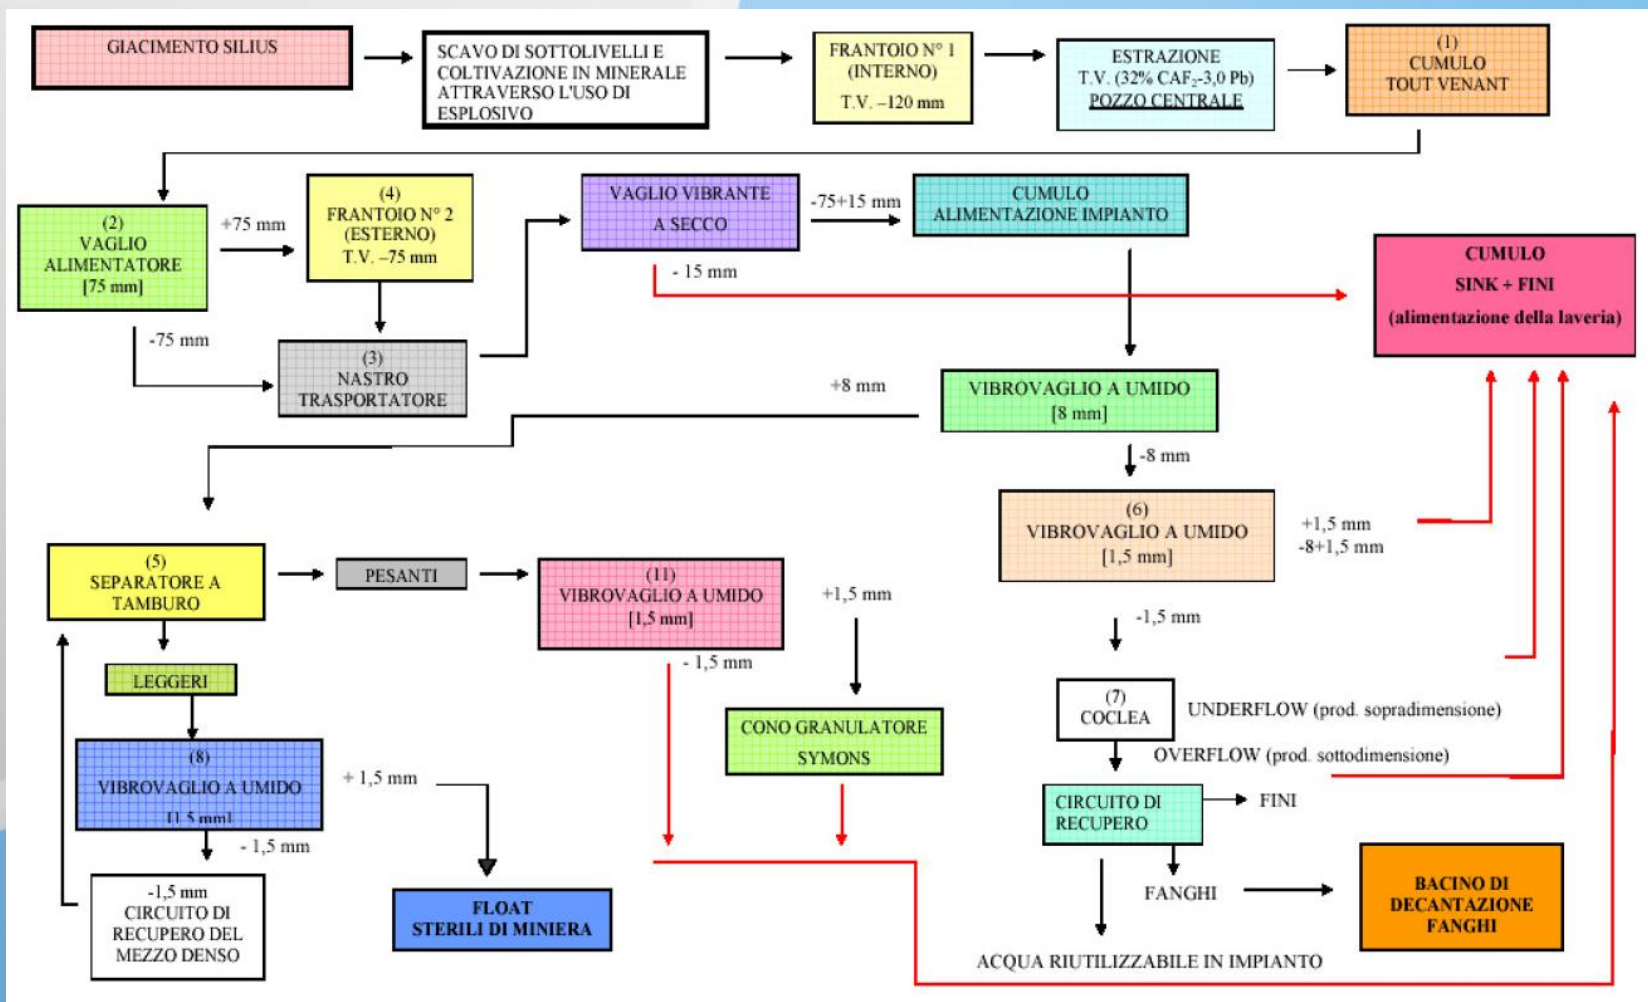 GIACIMENTO SILIUS
SCAVO DI SOTTOLIVELLI E
COLTIVAZIONE IN MINERALE
ATTRAVERSO L'USO DI
ESPLOSIVO
FRANTOIO N° 1
(INTERNO)
T.V. –120 mm
ESTRAZIONE
T.V. (32% CAF₂-3,0 Pb)
POZZO CENTRALE
(1)
CUMULO
TOUT VENANT
(2)
VAGLIO
ALIMENTATORE
[75 mm]
+75 mm
-75 mm
(4)
FRANTOIO N° 2
(ESTERNO)
T.V. –75 mm
(3)
NASTRO
TRASPORTATORE
VAGLIO VIBRANTE
A SECCO
-75+15 mm
- 15 mm
CUMULO
ALIMENTAZIONE IMPIANTO
CUMULO
SINK + FINI
(alimentazione della laveria)
+8 mm
VIBROVAGLIO A UMIDO
[8 mm]
-8 mm
(6)
VIBROVAGLIO A UMIDO
[1,5 mm]
+1,5 mm
-8+1,5 mm
-1,5 mm
(5)
SEPARATORE A
TAMBURO
PESANTI
(11)
VIBROVAGLIO A UMIDO
[1,5 mm]
+1,5 mm
- 1,5 mm
LEGGERI
(8)
VIBROVAGLIO A UMIDO
[1,5 mm]
+ 1,5 mm
- 1,5 mm
CONO GRANULATORE
SYMONS
(7)
COCLEA
UNDERFLOW (prod. sopradimensione)
OVERFLOW (prod. sottodimensione)
CIRCUITO DI
RECUPERO
FINI
FANGHI
BACINO DI
DECANTAZIONE
FANGHI
-1,5 mm
CIRCUITO DI
RECUPERO DEL
MEZZO DENSO
FLOAT
STERILI DI MINIERA
ACQUA RIUTILIZZABILE IN IMPIANTO